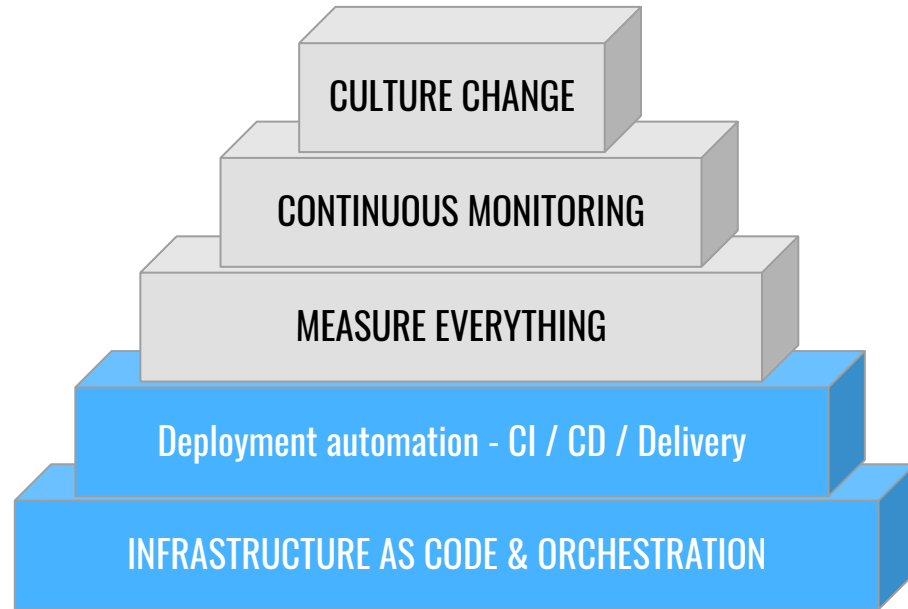 CULTURE CHANGE
CONTINUOUS MONITORING
MEASURE EVERYTHING
Deployment automation - CI / CD / Delivery
INFRASTRUCTURE AS CODE & ORCHESTRATION